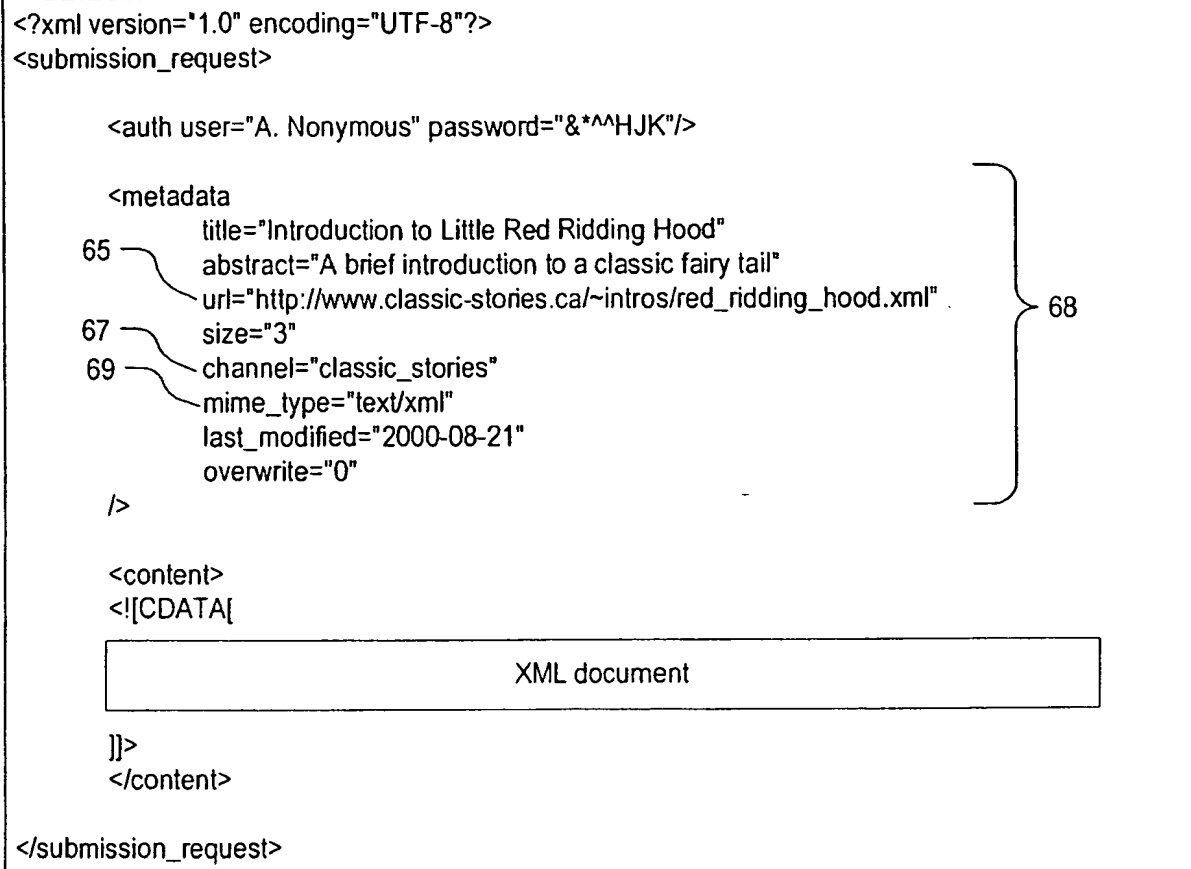 <?xml version="1.0" encoding="UTF-8"?>
<submission_request>
<auth user="A. Nonymous" password="&*^^HJK"/>
<metadata
title="Introduction to Little Red Ridding Hood"
65
abstract="A brief introduction to a classic fairy tail"
url="http://www.classic-stories.ca/~intros/red_ridding_hood.xml"
68
67
size="3"
69
channel="classic_stories"
mime_type="text/xml"
last_modified="2000-08-21"
overwrite="0"
/>
<content>
<![CDATA[
XML document
]]>
</content>
</submission_request>